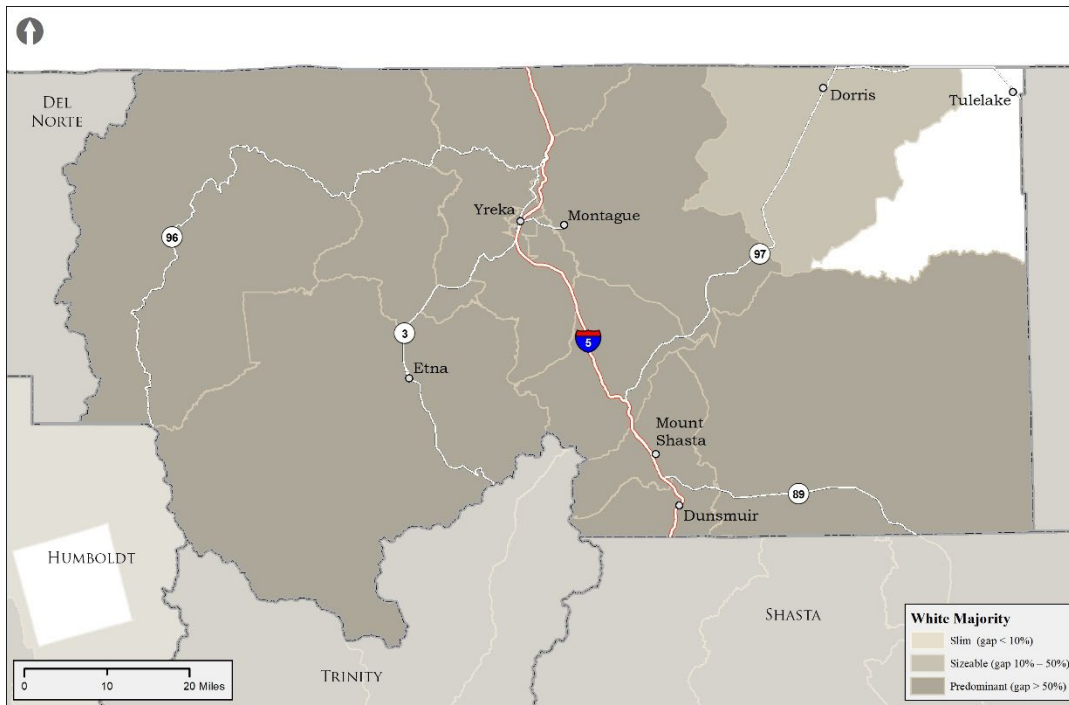 DEL
NORTE
Dorris
Tulelake
Yreka
Montague
96
97
3
5
Etna
Mount
Shasta
89
Dunsmuir
HUMBOLDT
SHASTA
TRINITY
White Majority
Slim (gap < 10%)
Sizeable (gap 10% – 50%)
Predominant (gap > 50%)
0 10 20 Miles